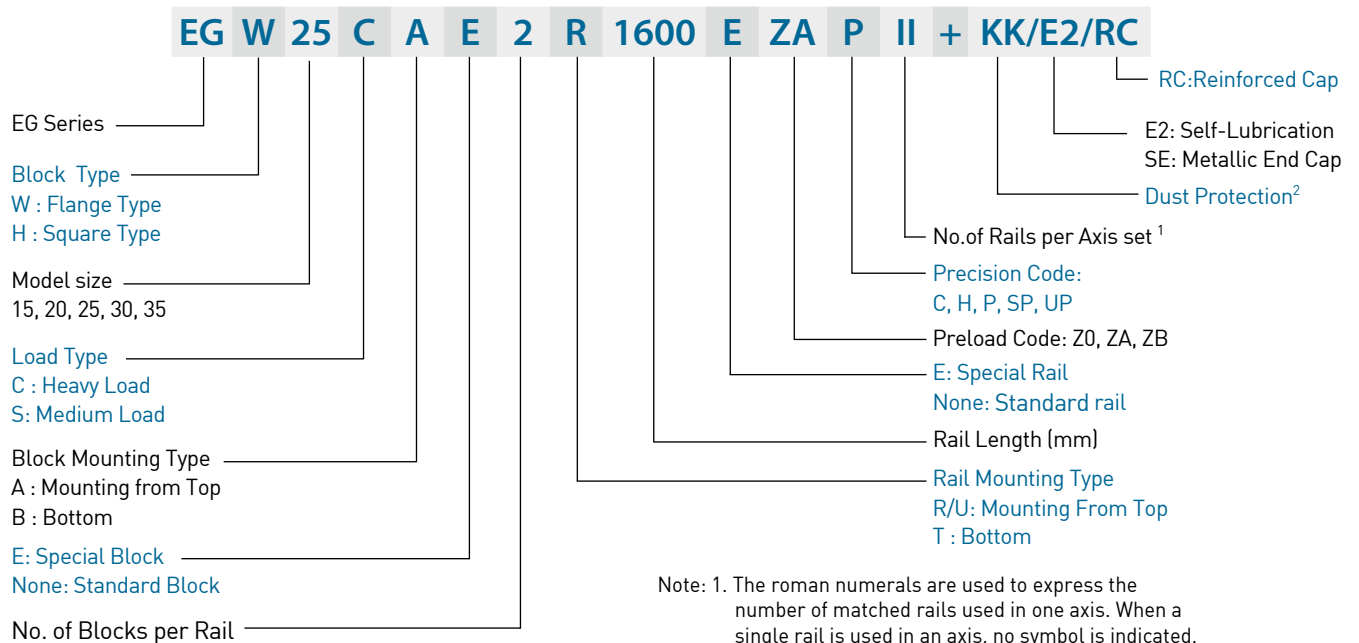 EG W 25 C A E 2 R 1600 E ZA P II + KK/E2/RC
EG Series
Block Type
W : Flange Type
H : Square Type
Model size
15, 20, 25, 30, 35
Load Type
C : Heavy Load
S: Medium Load
Block Mounting Type
A : Mounting from Top
B : Bottom
E: Special Block
None: Standard Block
No. of Blocks per Rail
RC:Reinforced Cap
E2: Self-Lubrication
SE: Metallic End Cap
Dust Protection2
No.of Rails per Axis set 1
Precision Code:
C, H, P, SP, UP
Preload Code: Z0, ZA, ZB
E: Special Rail
None: Standard rail
Rail Length (mm)
Rail Mounting Type
R/U: Mounting From Top
T : Bottom
Note: 1. The roman numerals are used to express the
number of matched rails used in one axis. When a
single rail is used in an axis, no symbol is indicated.